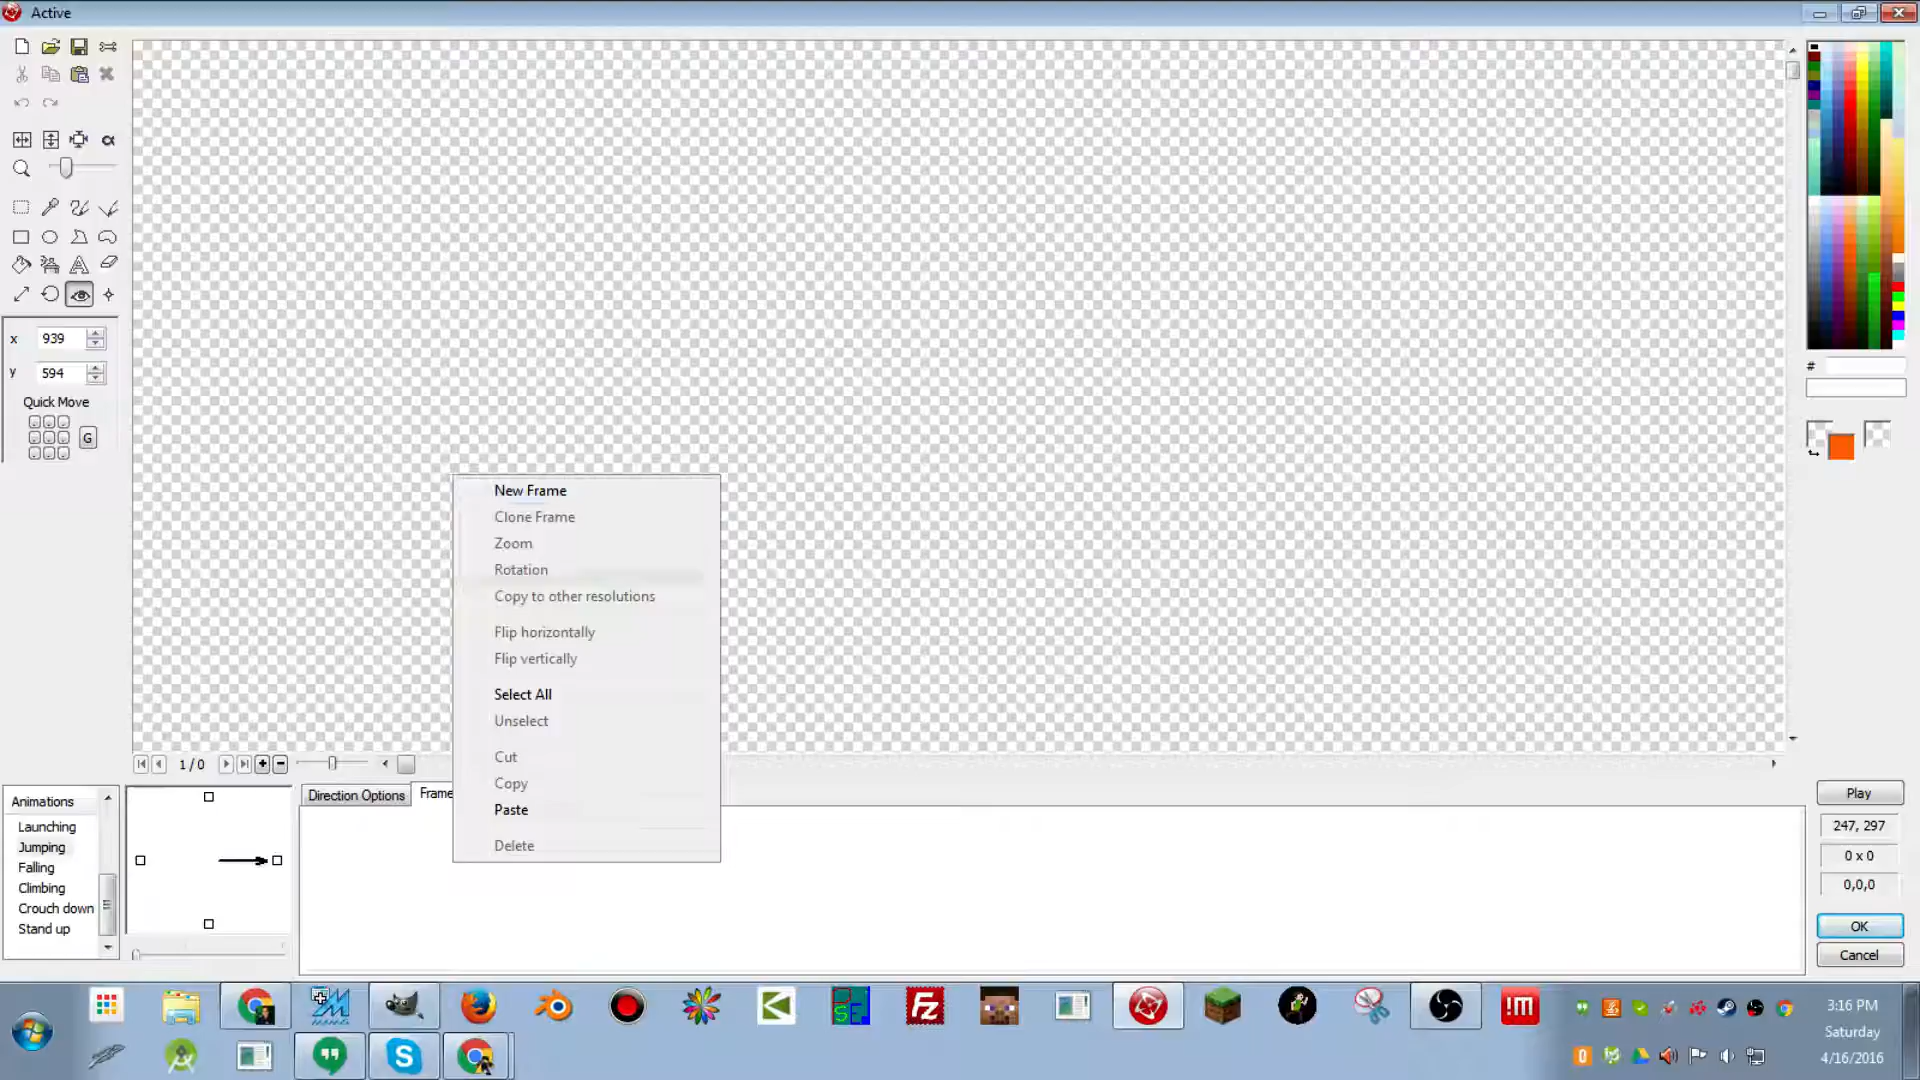 Active
x 939
y 594
Quick Move
G
#
New Frame
Clone Frame
Zoom
Rotation
Copy to other resolutions
Flip horizontally
Flip vertically
Select All
Unselect
Cut
Copy
Paste
Delete
1 / 0
Animations
Launching
Jumping
Falling
Climbing
Crouch down
Stand up
Direction Options
Frame
Play
247, 297
0 x 0
0,0,0
OK
Cancel
Fz
!M
3:16 PM
Saturday
4/16/2016